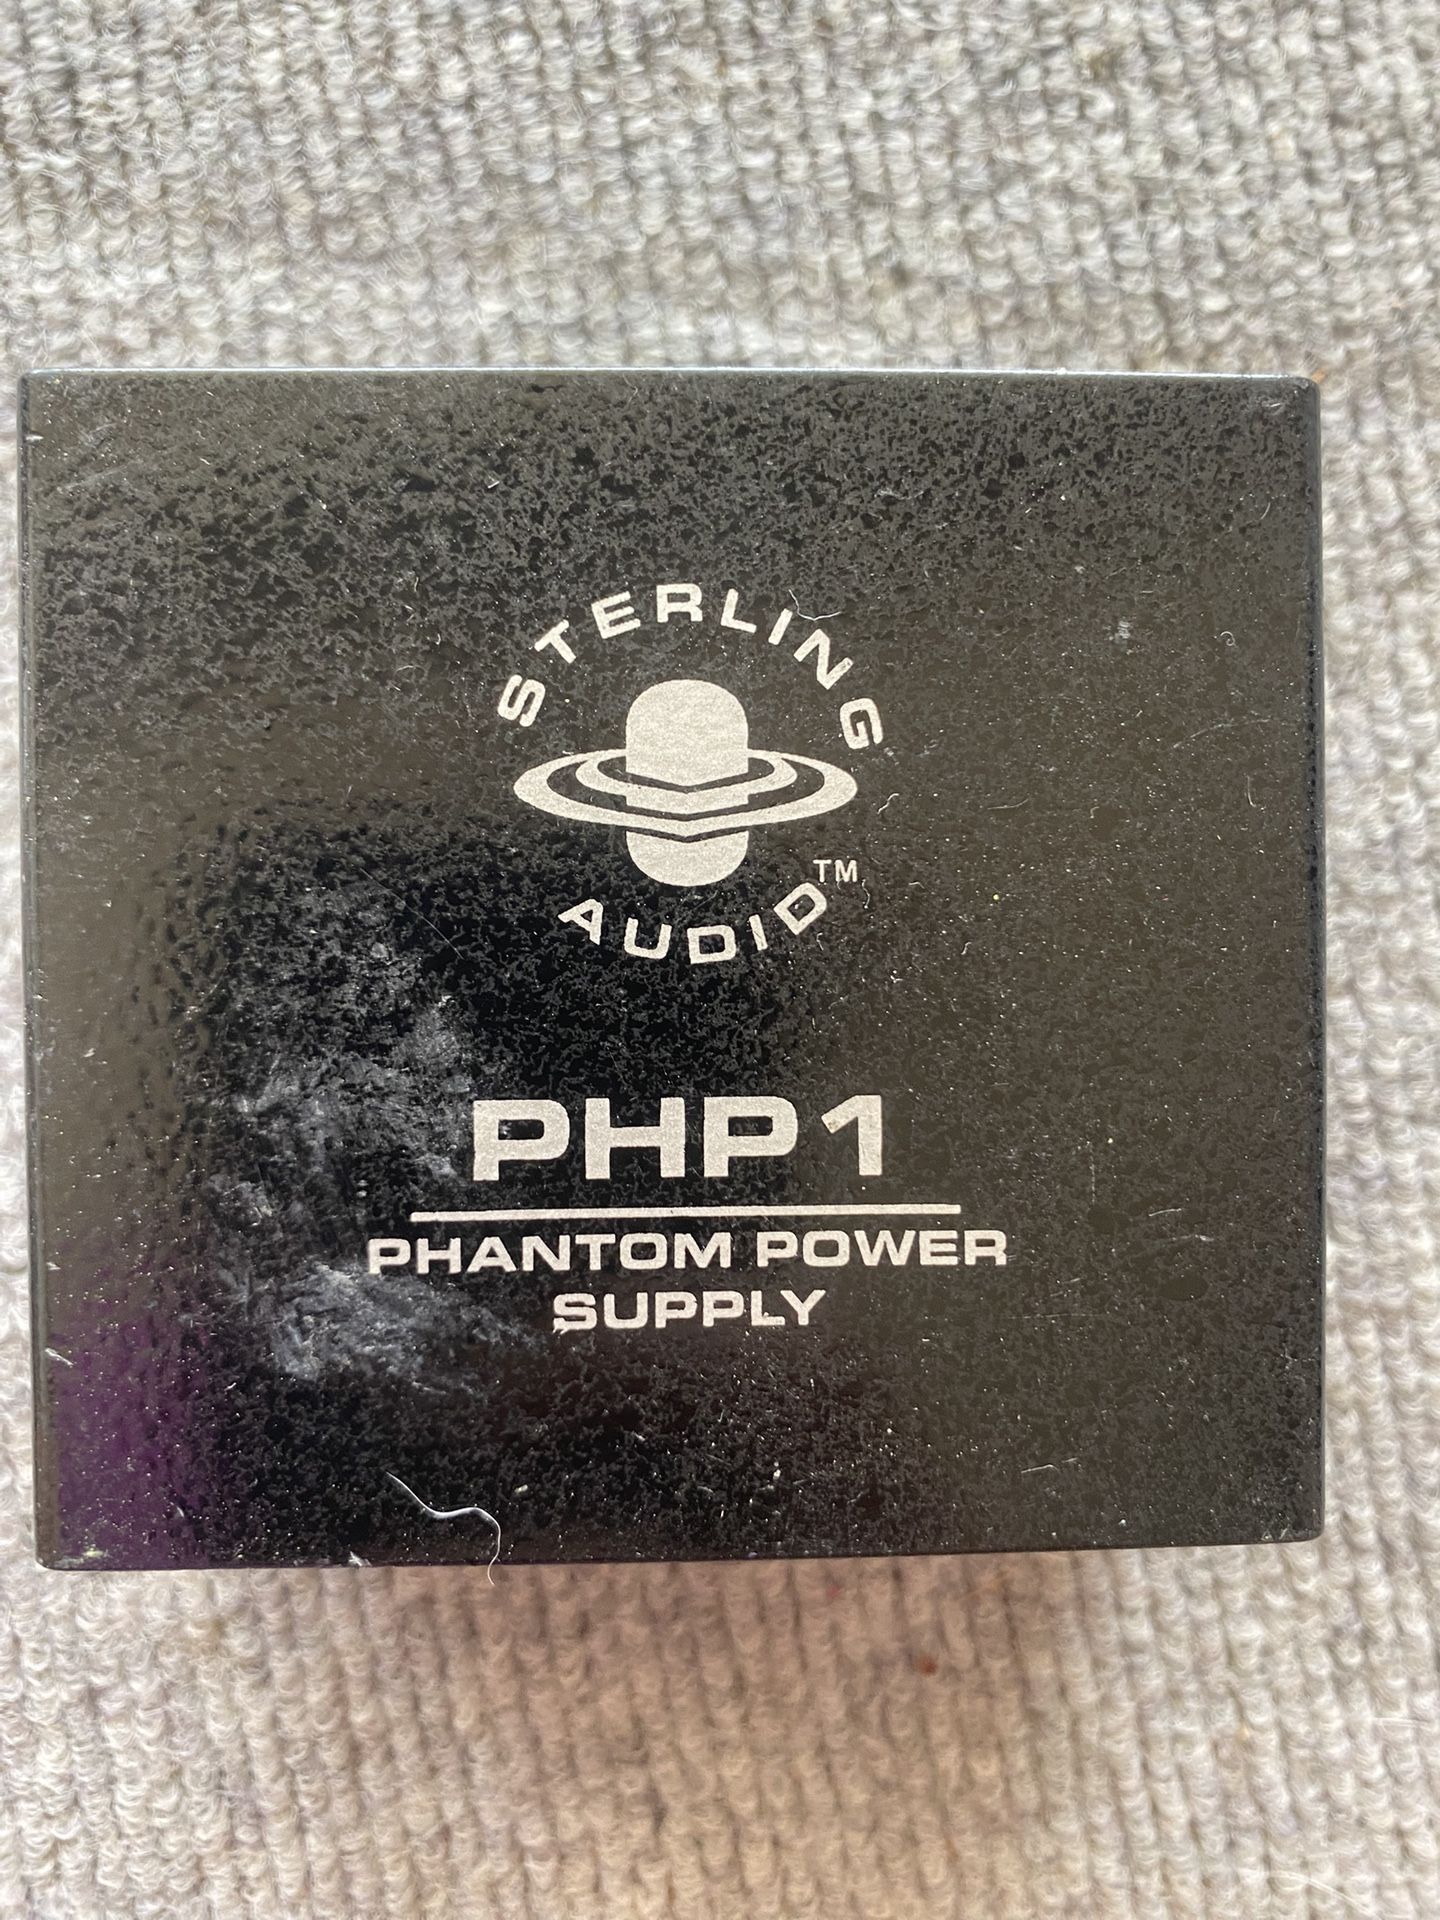 STERLING
AUDIO™
PHP1
PHANTOM POWER
SUPPLY